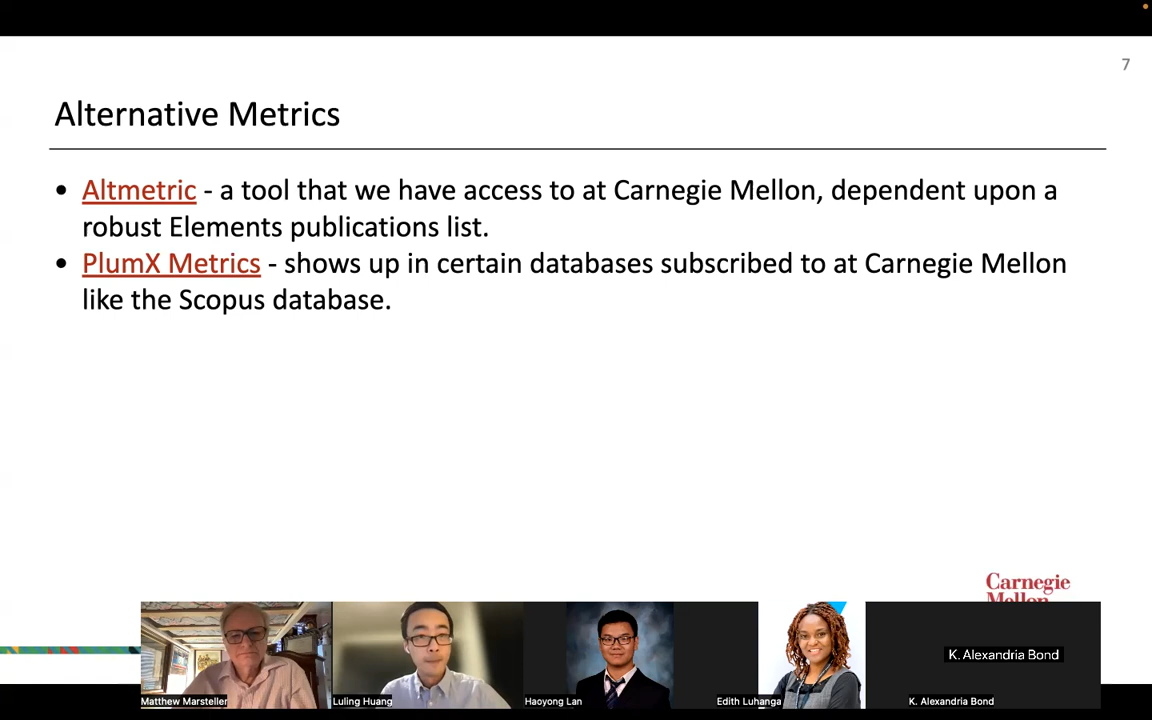 7
Alternative Metrics
• Altmetric - a tool that we have access to at Carnegie Mellon, dependent upon a
robust Elements publications list.
• PlumX Metrics - shows up in certain databases subscribed to at Carnegie Mellon
like the Scopus database.
Carnegie
Mellon
K. Alexandria Bond
Matthew Marsteller
Luling Huang
Haoyong Lan
Edith Luhanga
K. Alexandria Bond